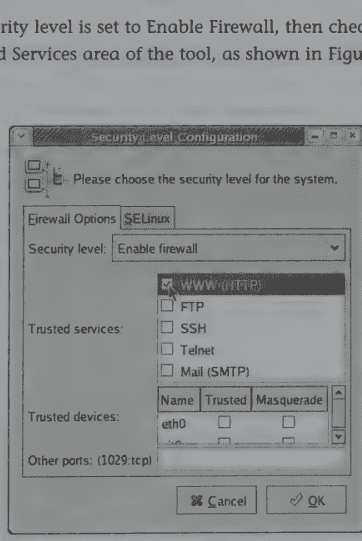 rity level is set to Enable Firewall, then chec
d Services area of the tool, as shown in Figu
Security Level Configuration
Please choose the security level for the system.
Firewall Options SELinux
Security level: Enable firewall
WWW (HTTP)
FTP
SSH
Trusted services:
Telnet
Mail (SMTP)
Name Trusted Masquerade
Trusted devices:
eth0
Other ports: (1029:tcp)
Cancel OK